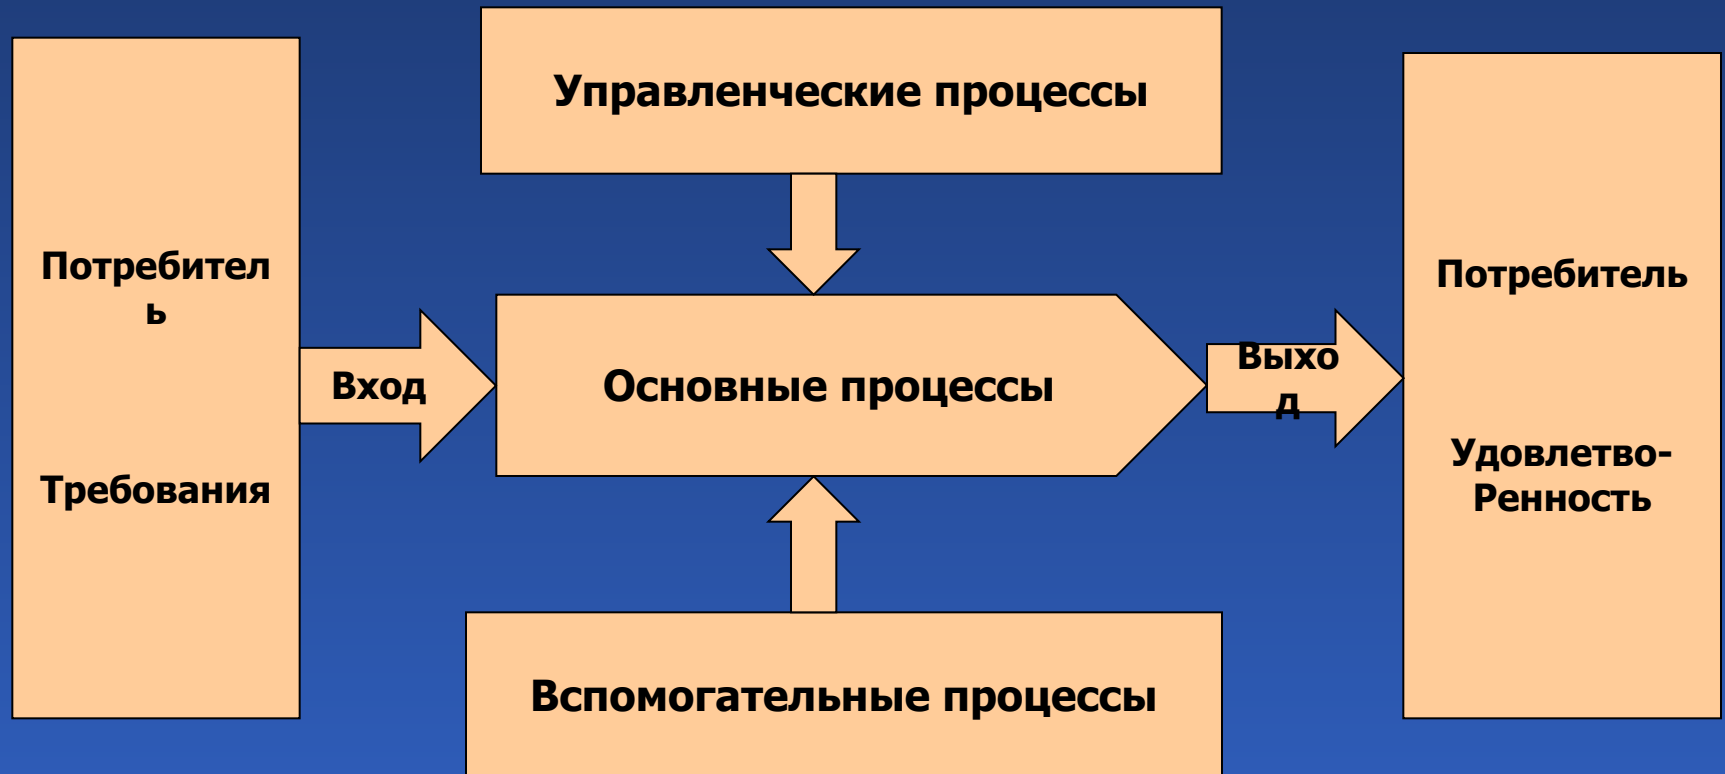 Управленческие процессы
Потребител
ь
Требования
Вход
Основные процессы
Выхо
д
Потребитель
Удовлетво-
Ренность
Вспомогательные процессы